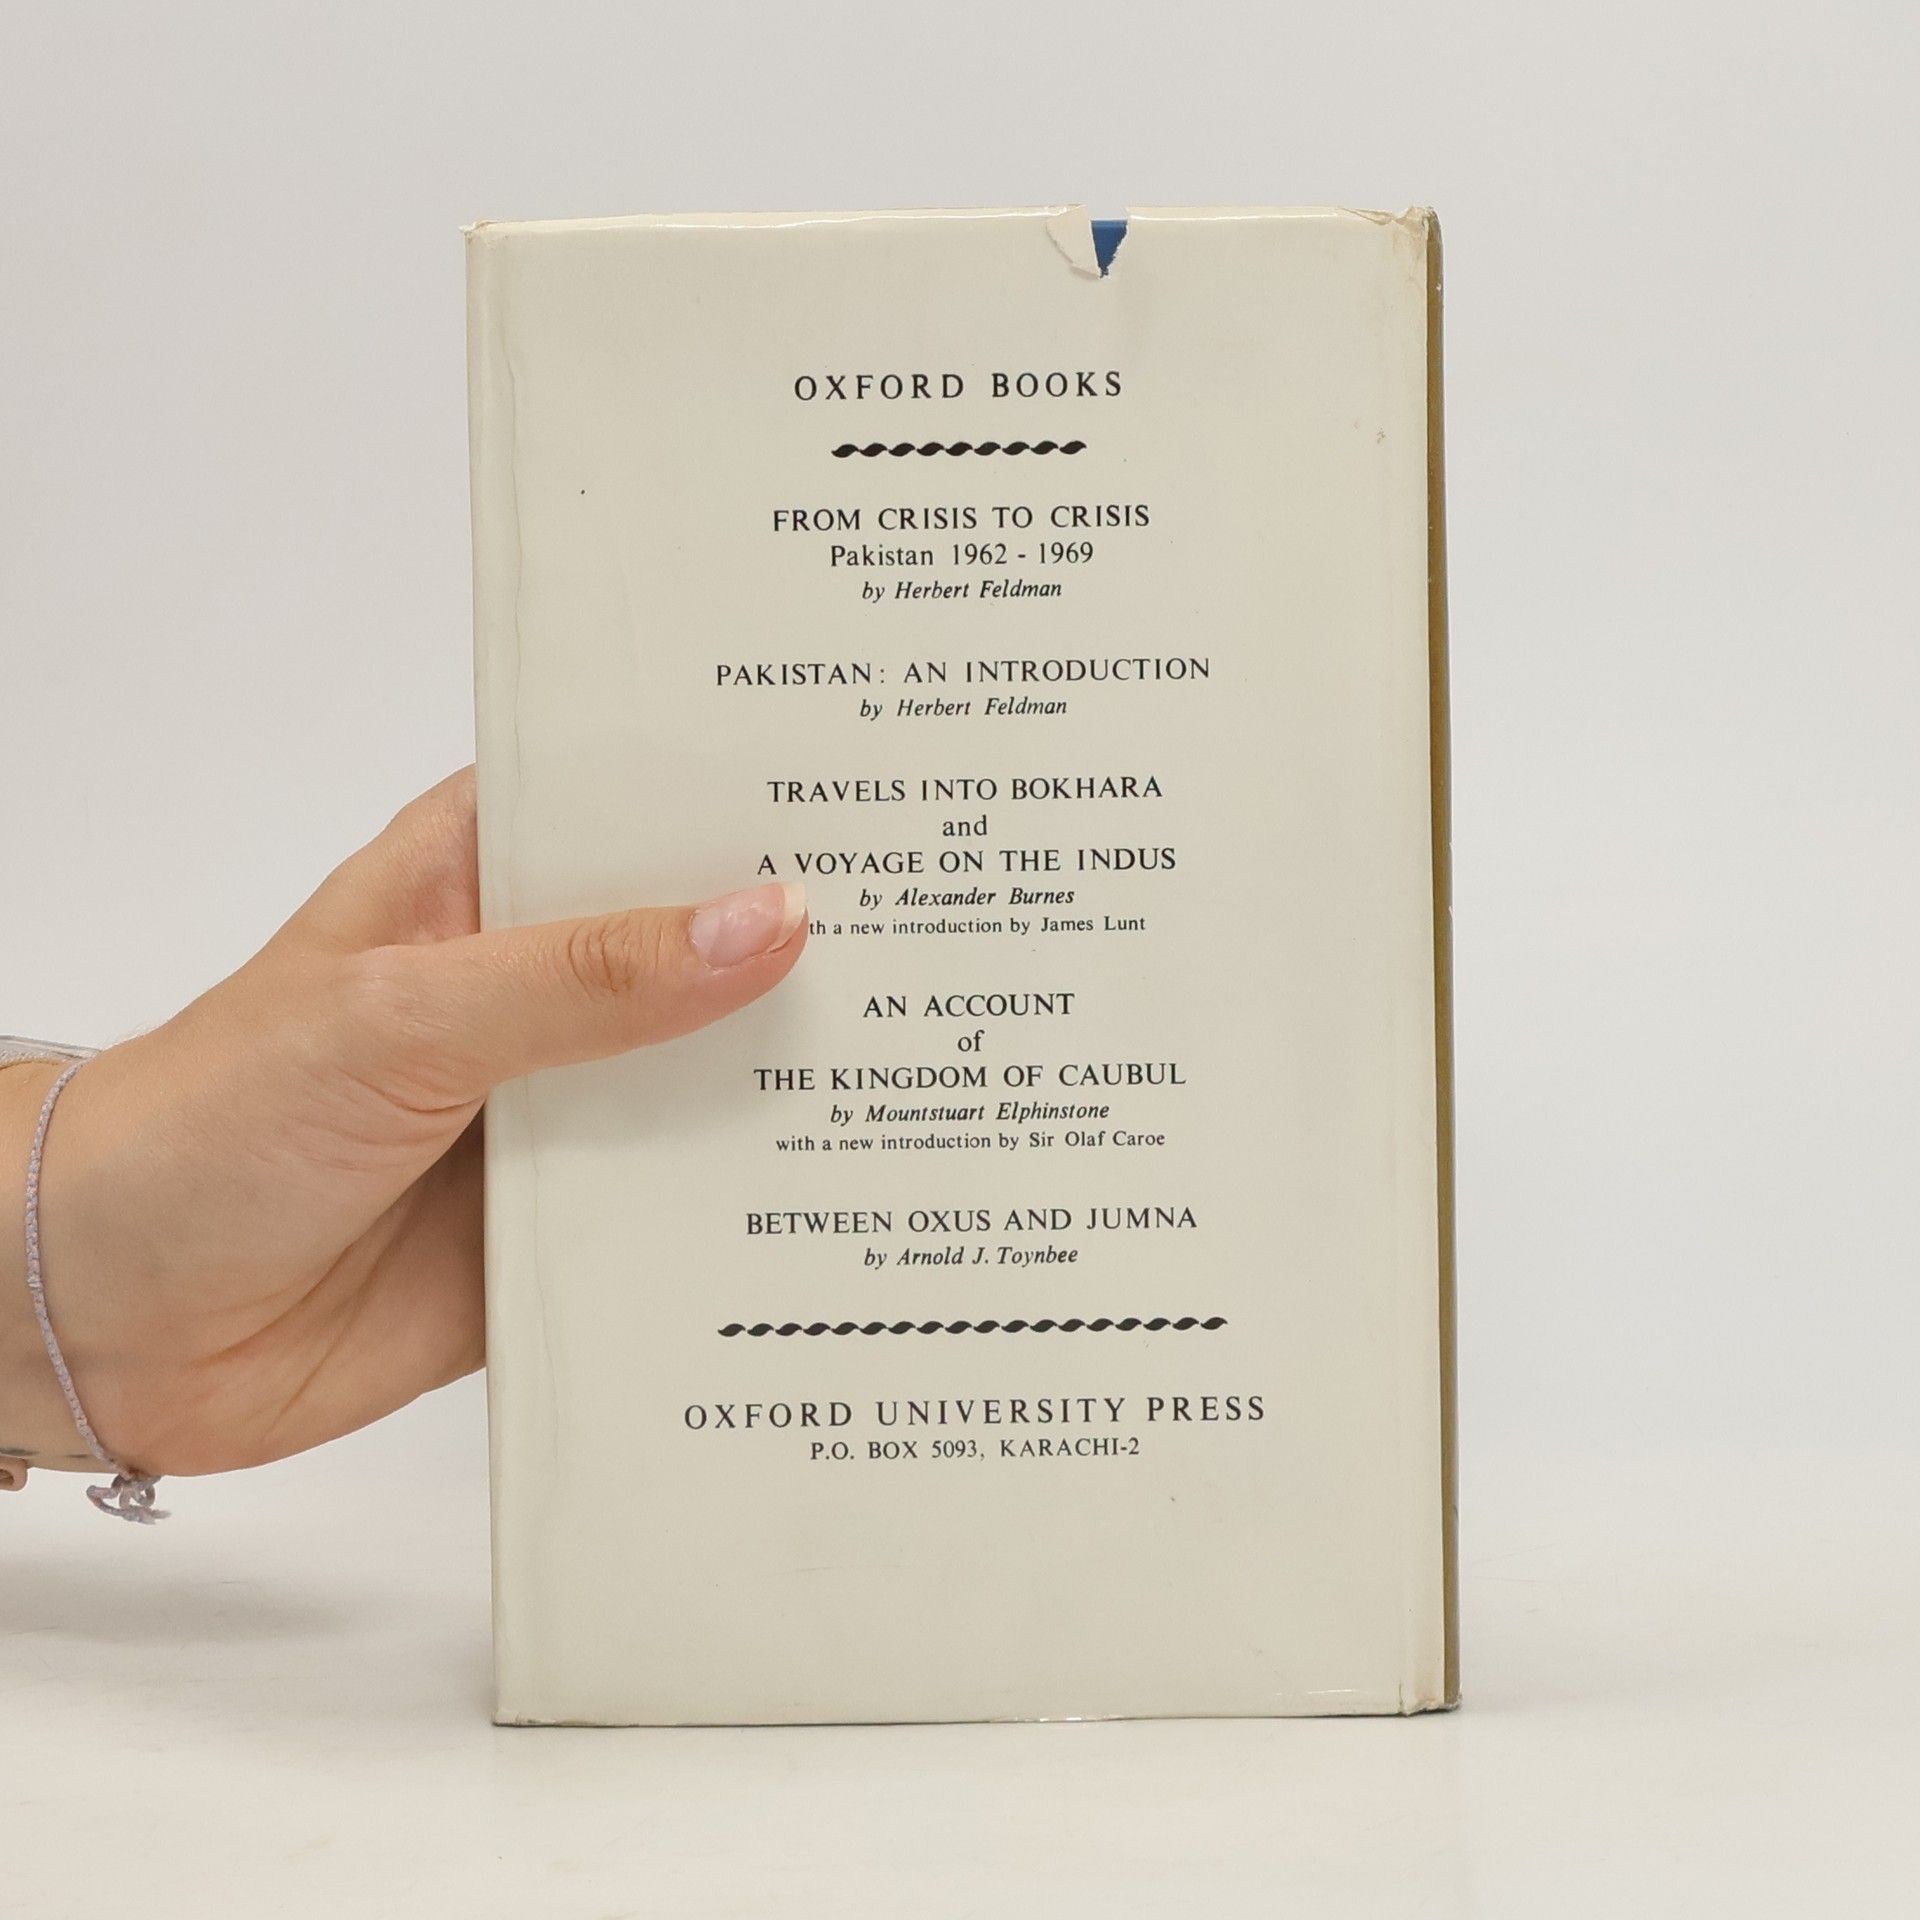 OXFORD BOOKS
FROM CRISIS TO CRISIS
Pakistan 1962 - 1969
by Herbert Feldman
PAKISTAN: AN INTRODUCTION
by Herbert Feldman
TRAVELS INTO BOKHARA
and
A VOYAGE ON THE INDUS
by Alexander Burnes
a new introduction by James Lunt
AN ACCOUNT
of
THE KINGDOM OF CAUBUL
by Mountstuart Elphinstone
with a new introduction by Sir Olaf Caroe
BETWEEN OXUS AND JUMNA
by Arnold J. Toynbee
OXFORD UNIVERSITY PRESS
P.O. BOX 5093, KARACHI-2